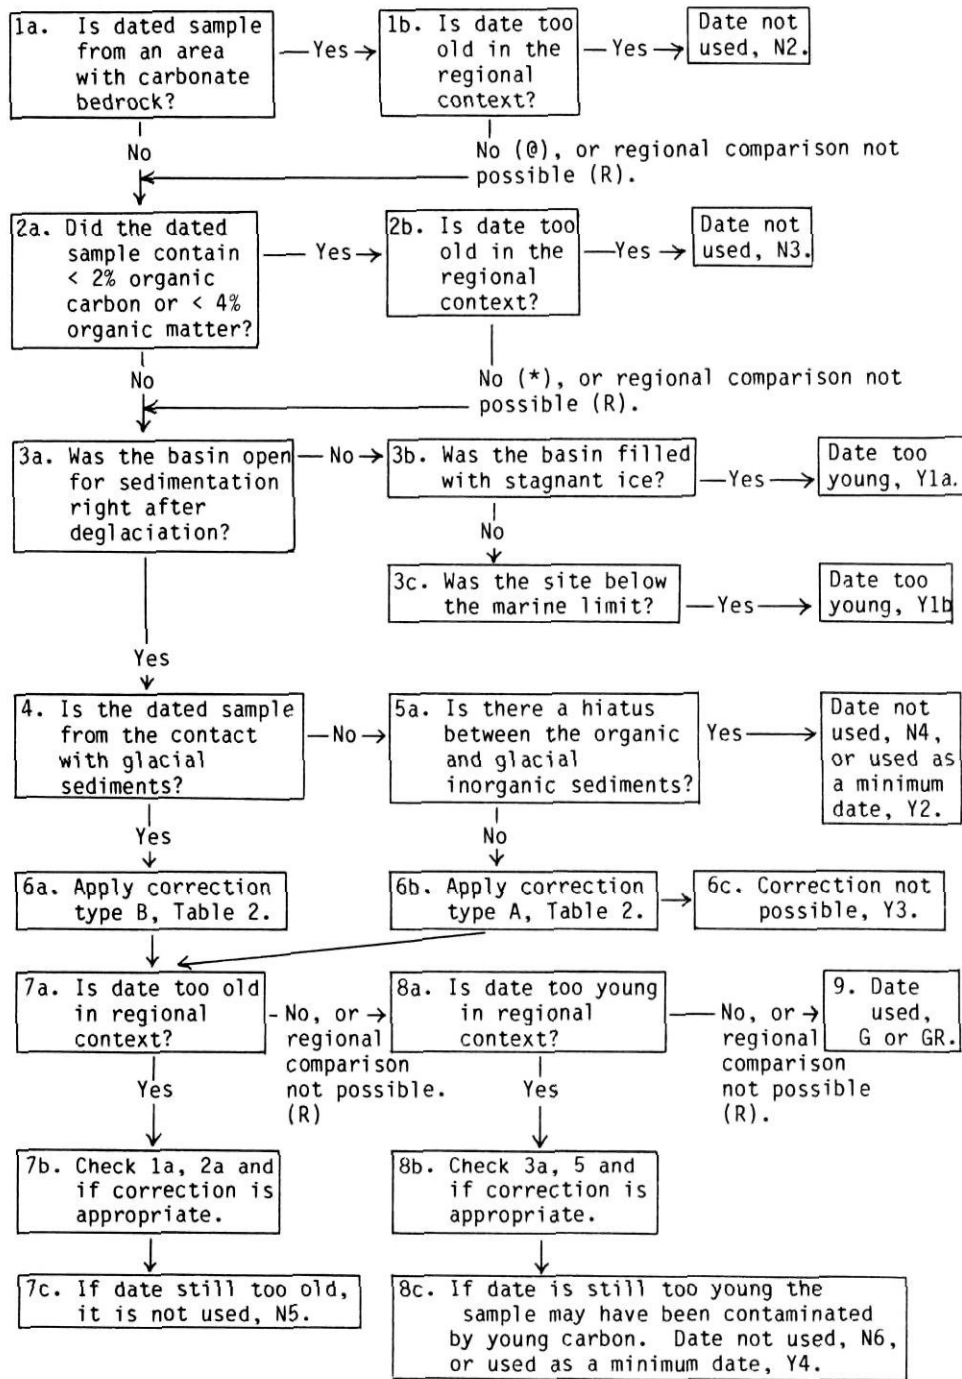 1a. Is dated sample
from an area
with carbonate
bedrock?
Yes
1b. Is date too
old in the
regional
context?
Yes
Date not
used, N2.
No
No (@), or regional comparison not
possible (R).
2a. Did the dated
sample contain
< 2% organic
carbon or < 4%
organic matter?
Yes
2b. Is date too
old in the
regional
context?
Yes
Date not
used, N3.
No
No (*), or regional comparison not
possible (R).
3a. Was the basin open
for sedimentation
right after
deglaciation?
No
3b. Was the basin filled
with stagnant ice?
Yes
Date too
young, Y1a.
No
3c. Was the site below
the marine limit?
Yes
Date too
young, Y1b
Yes
4. Is the dated sample
from the contact
with glacial
sediments?
No
5a. Is there a hiatus
between the organic
and glacial
inorganic sediments?
Yes
Date not
used, N4,
or used as
a minimum
date, Y2.
Yes
No
6a. Apply correction
type B, Table 2.
6b. Apply correction
type A, Table 2.
6c. Correction not
possible, Y3.
7a. Is date too old
in regional
context?
No, or
regional
comparison
not possible.
(R)
8a. Is date too young
in regional
context?
No, or
regional
comparison
not possible
(R).
9. Date
used,
G or GR.
Yes
Yes
7b. Check 1a, 2a and
if correction is
appropriate.
8b. Check 3a, 5 and
if correction is
appropriate.
7c. If date still too old,
it is not used, N5.
8c. If date is still too young the
sample may have been contaminated
by young carbon. Date not used, N6,
or used as a minimum date, Y4.